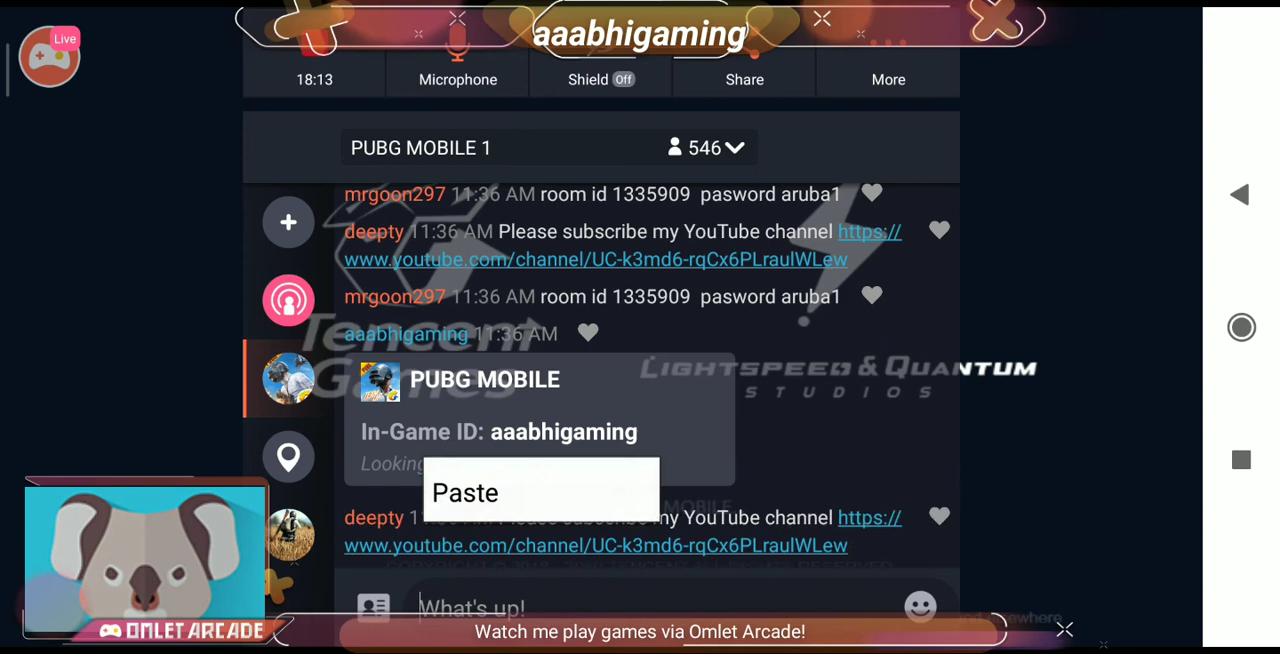 aaabhigaming
Live
18:13
Microphone
Shield Off
Share
More
PUBG MOBILE 1
546
mrgoon297 11:36 AM room id 1335909 pasword aruba1
deepty 11:36 AM Please subscribe my YouTube channel https://
www.youtube.com/channel/UC-k3md6-rqCx6PLraulWLew
mrgoon297 11:36 AM room id 1335909 pasword aruba1
aaabhigaming 11:36 AM
Tencent
Games
LIGHTSPEED & QUANTUM
STUDIOS
PUBG MOBILE
In-Game ID: aaabhigaming
Looking
Paste
MOBILE
deepty my YouTube channel https://
www.youtube.com/channel/UC-k3md6-rqCx6PLraulWLew
What's up!
OMLET ARCADE
Watch me play games via Omlet Arcade!